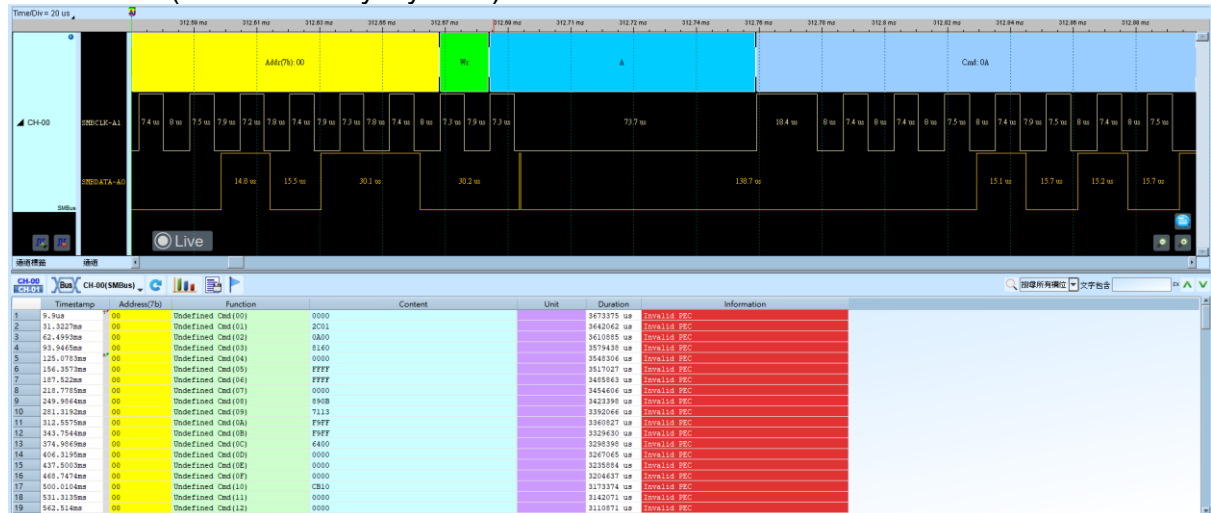 Time/Div = 20 us
312.59 ms 312.61 ms 312.63 ms 312.65 ms 312.67 ms 312.69 ms 312.71 ms 312.72 ms 312.74 ms 312.76 ms 312.78 ms 312.8 ms 312.82 ms 312.84 ms 312.86 ms 312.88 ms
Addr(7b): 00 Wr A Cmd: 0A
CH-00 SMBCLK-A1 7.4 us 8 us 7.5 us 7.9 us 7.2 us 7.8 us 7.4 us 7.9 us 7.3 us 7.8 us 7.4 us 8 us 7.3 us 7.9 us 7.3 us 73.7 us 18.4 us 8 us 7.4 us 8 us 7.4 us 8 us 7.5 us 8 us 7.4 us 7.9 us 7.5 us 8 us 7.4 us 8 us 7.5 us
SMBDATA-A0 14.8 us 15.5 us 30.1 us 30.2 us 138.7 us 15.1 us 15.7 us 15.2 us 15.7 us
SMBus
Live
通道標籤 通道
CH-00 CH-01 Bus CH-00(SMBus) 搜尋所有欄位 文字包含
Timestamp Address(7b) Function Content Unit Duration Information
1 9.9us 00 Undefined Cmd(00) 0000 3673375 us Invalid PEC
2 31.3227ms 00 Undefined Cmd(01) 2C01 3642062 us Invalid PEC
3 62.4993ms 00 Undefined Cmd(02) 0A00 3610885 us Invalid PEC
4 93.9465ms 00 Undefined Cmd(03) 8160 3579438 us Invalid PEC
5 125.0783ms 00 Undefined Cmd(04) 0000 3548306 us Invalid PEC
6 156.3573ms 00 Undefined Cmd(05) FFFF 3517027 us Invalid PEC
7 187.522ms 00 Undefined Cmd(06) FFFF 3485863 us Invalid PEC
8 218.7785ms 00 Undefined Cmd(07) 0000 3454606 us Invalid PEC
9 249.9864ms 00 Undefined Cmd(08) 890B 3423398 us Invalid PEC
10 281.3192ms 00 Undefined Cmd(09) 7113 3392066 us Invalid PEC
11 312.5575ms 00 Undefined Cmd(0A) F9FF 3360827 us Invalid PEC
12 343.7544ms 00 Undefined Cmd(0B) F9FF 3329630 us Invalid PEC
13 374.9869ms 00 Undefined Cmd(0C) 6400 3298398 us Invalid PEC
14 406.3195ms 00 Undefined Cmd(0D) 0000 3267065 us Invalid PEC
15 437.5003ms 00 Undefined Cmd(0E) 0000 3235884 us Invalid PEC
16 468.7474ms 00 Undefined Cmd(0F) 0000 3204637 us Invalid PEC
17 500.0104ms 00 Undefined Cmd(10) CB10 3173374 us Invalid PEC
18 531.3135ms 00 Undefined Cmd(11) 0000 3142071 us Invalid PEC
19 562.514ms 00 Undefined Cmd(12) 0000 3110871 us Invalid PEC